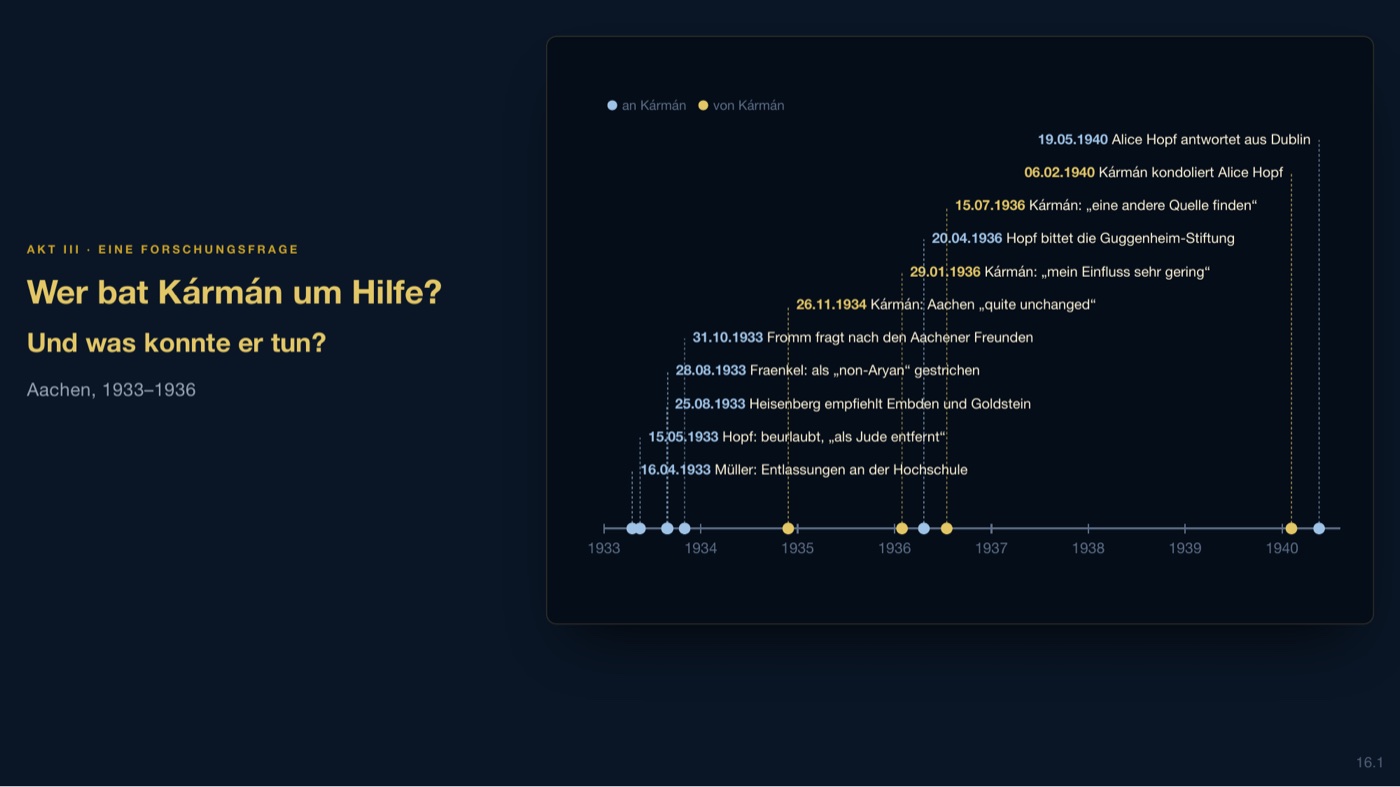 AKT III · EINE FORSCHUNGSFRAGE
Wer bat Kármán um Hilfe?
Und was konnte er tun?
Aachen, 1933–1936
an Kármán von Kármán
19.05.1940 Alice Hopf antwortet aus Dublin
06.02.1940 Kármán kondoliert Alice Hopf
15.07.1936 Kármán: „eine andere Quelle finden“
20.04.1936 Hopf bittet die Guggenheim-Stiftung
29.01.1936 Kármán: „mein Einfluss sehr gering“
26.11.1934 Kármán: Aachen „quite unchanged“
31.10.1933 Fromm fragt nach den Aachener Freunden
28.08.1933 Fraenkel: als „non-Aryan“ gestrichen
25.08.1933 Heisenberg empfiehlt Embden und Goldstein
15.05.1933 Hopf: beurlaubt, „als Jude entfernt“
16.04.1933 Müller: Entlassungen an der Hochschule
1933 1934 1935 1936 1937 1938 1939 1940
16.1